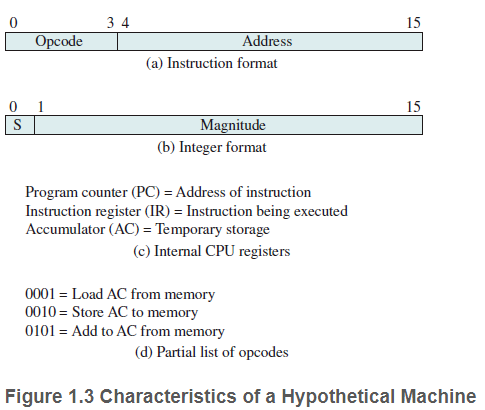 0 3 4 15
Opcode Address
(a) Instruction format
0 1 15
S Magnitude
(b) Integer format
Program counter (PC) = Address of instruction
Instruction register (IR) = Instruction being executed
Accumulator (AC) = Temporary storage
(c) Internal CPU registers
0001 = Load AC from memory
0010 = Store AC to memory
0101 = Add to AC from memory
(d) Partial list of opcodes
Figure 1.3 Characteristics of a Hypothetical Machine